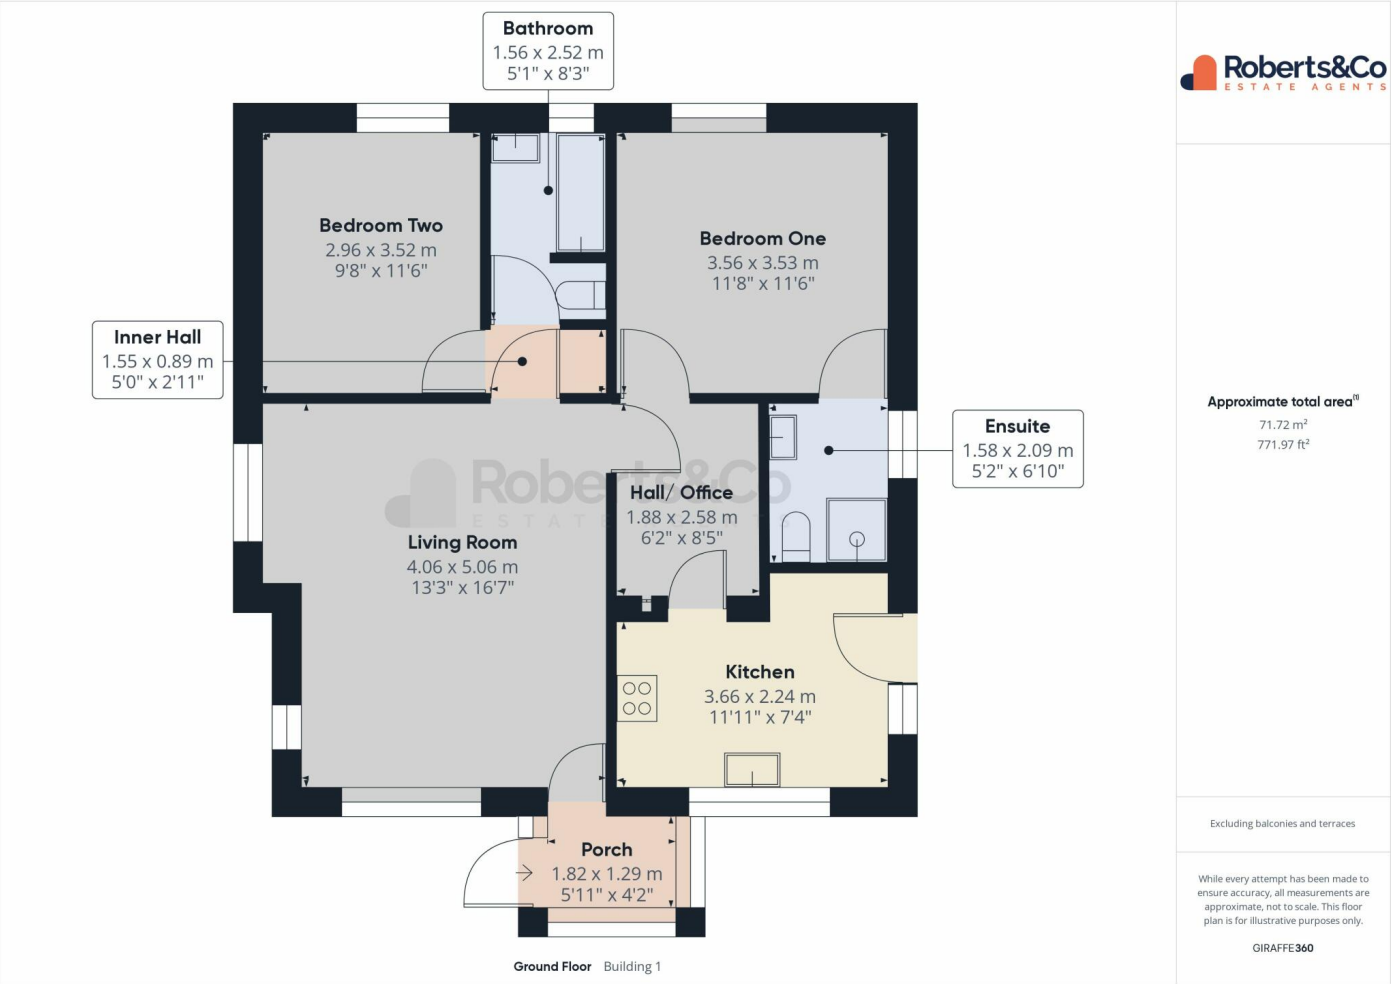 Bathroom
1.56 x 2.52 m
5'1" x 8'3"
Roberts&Co
ESTATE AGENTS
Bedroom Two
2.96 x 3.52 m
9'8" x 11'6"
Bedroom One
3.56 x 3.53 m
11'8" x 11'6"
Inner Hall
1.55 x 0.89 m
5'0" x 2'11"
Approximate total area⁽¹⁾
71.72 m²
771.97 ft²
Ensuite
1.58 x 2.09 m
5'2" x 6'10"
Roberts&Co
ESTATE AGENTS
Hall/ Office
1.88 x 2.58 m
6'2" x 8'5"
Living Room
4.06 x 5.06 m
13'3" x 16'7"
Kitchen
3.66 x 2.24 m
11'11" x 7'4"
Porch
1.82 x 1.29 m
5'11" x 4'2"
Excluding balconies and terraces
While every attempt has been made to
ensure accuracy, all measurements are
approximate, not to scale. This floor
plan is for illustrative purposes only.
GIRAFFE360
Ground Floor Building 1